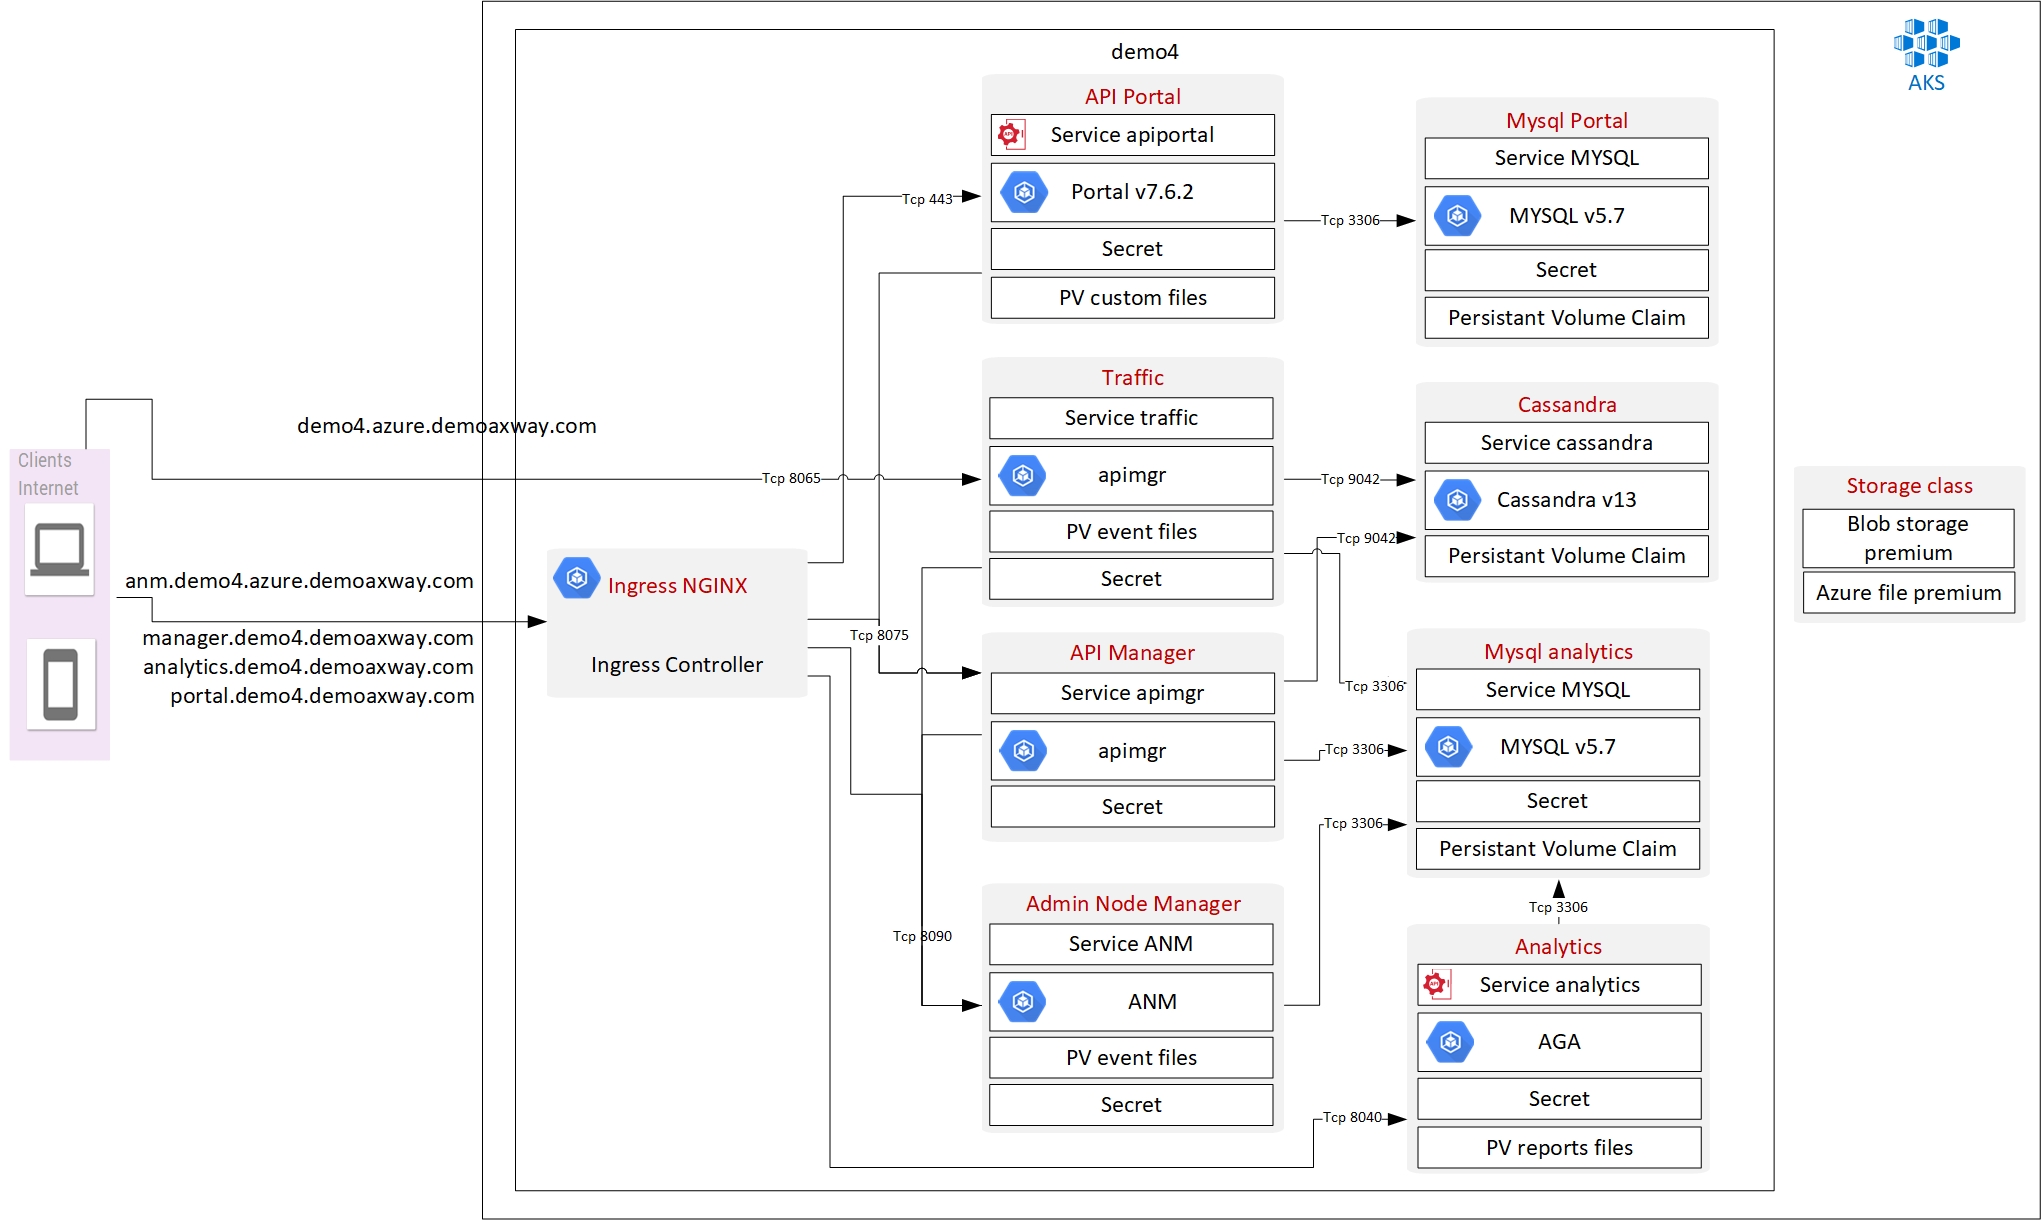 demo4
AKS
API Portal
Service apiportal
Portal v7.6.2
Secret
PV custom files
Mysql Portal
Service MYSQL
MYSQL v5.7
Secret
Persistant Volume Claim
Tcp 443
Tcp 3306
Traffic
Service traffic
apimgr
PV event files
Secret
Cassandra
Service cassandra
Cassandra v13
Persistant Volume Claim
Tcp 9042
Tcp 9042
Storage class
Blob storage
premium
Azure file premium
demo4.azure.demoaxway.com
Tcp 8065
Clients
Internet
anm.demo4.azure.demoaxway.com
manager.demo4.demoaxway.com
analytics.demo4.demoaxway.com
portal.demo4.demoaxway.com
Ingress NGINX
Ingress Controller
Tcp 8075
API Manager
Service apimgr
apimgr
Secret
Tcp 3306
Tcp 3306
Tcp 3306
Mysql analytics
Service MYSQL
MYSQL v5.7
Secret
Persistant Volume Claim
Tcp 3306
Admin Node Manager
Service ANM
ANM
PV event files
Secret
Tcp 8090
Analytics
API
Service analytics
AGA
Secret
PV reports files
Tcp 8040